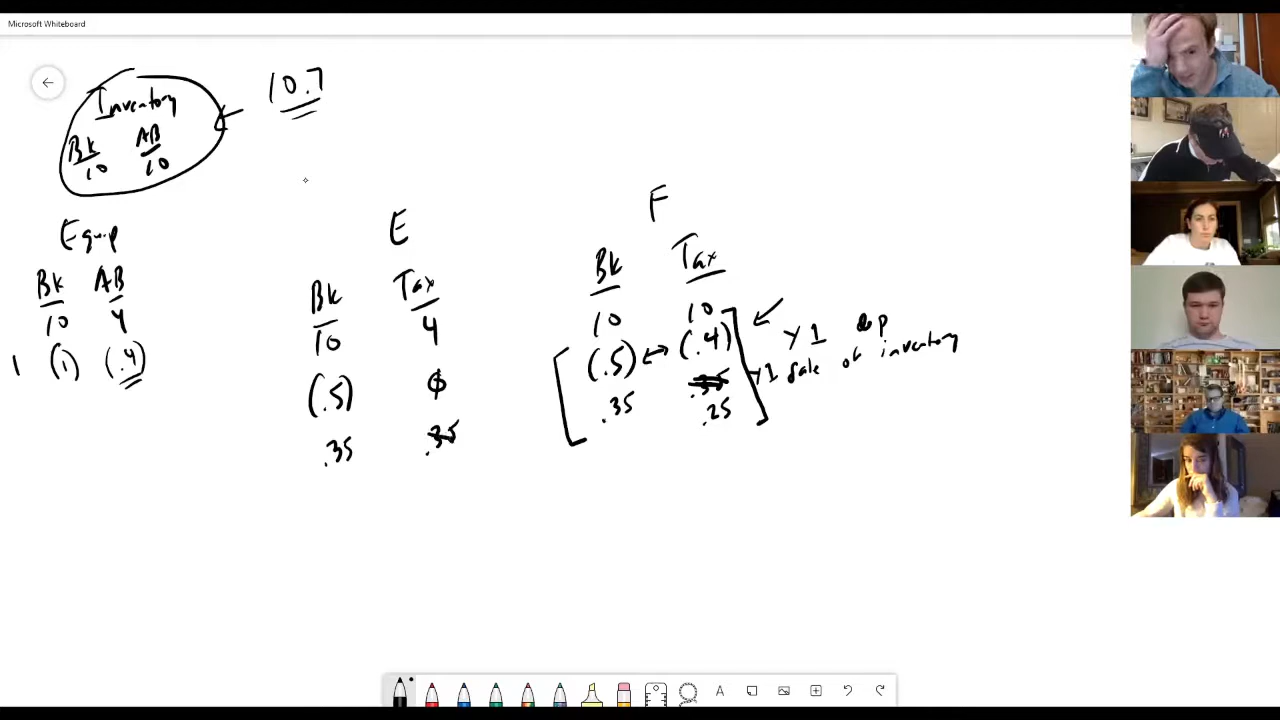 Microsoft Whiteboard
Inventory
Bk AB
10 10
10.7
Equip
Bk AB
10 4
1 (1) (.4)
E
Bk Tax
10 4
(.5) ϕ
.35 .35
F
Bk Tax
10 10
(.5) (.4)
.35 .35
.25
Y1 dep
Y1 sale of inventory
A